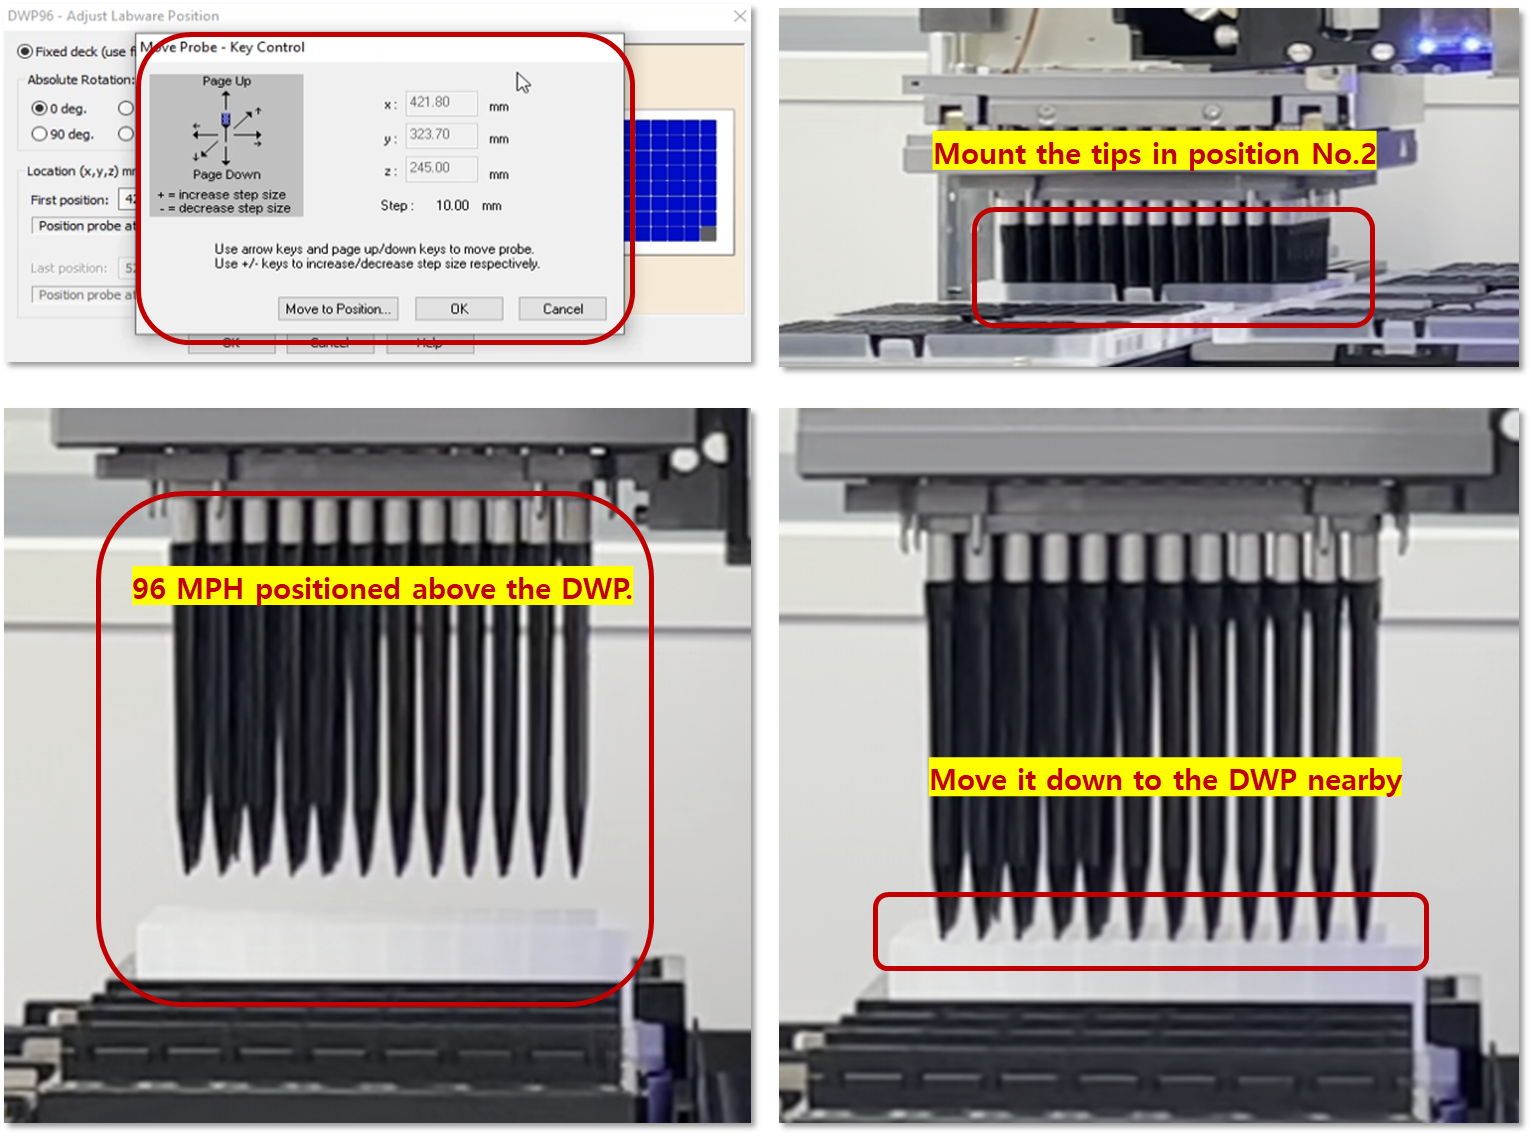 DWP96 - Adjust Labware Position
Fixed deck (use
Absolute Rotation:
0 deg.
90 deg.
Location (x,y,z) mm
First position:
42
Position probe at
Last position:
52
Position probe at
OK
Cancel
Help
Move Probe - Key Control
Page Up
Page Down
+ = increase step size
- = decrease step size
x: 421.80 mm
y: 323.70 mm
z: 245.00 mm
Step: 10.00 mm
Use arrow keys and page up/down keys to move probe.
Use +/- keys to increase/decrease step size respectively.
Move to Position...
OK
Cancel
Mount the tips in position No.2
96 MPH positioned above the DWP.
Move it down to the DWP nearby